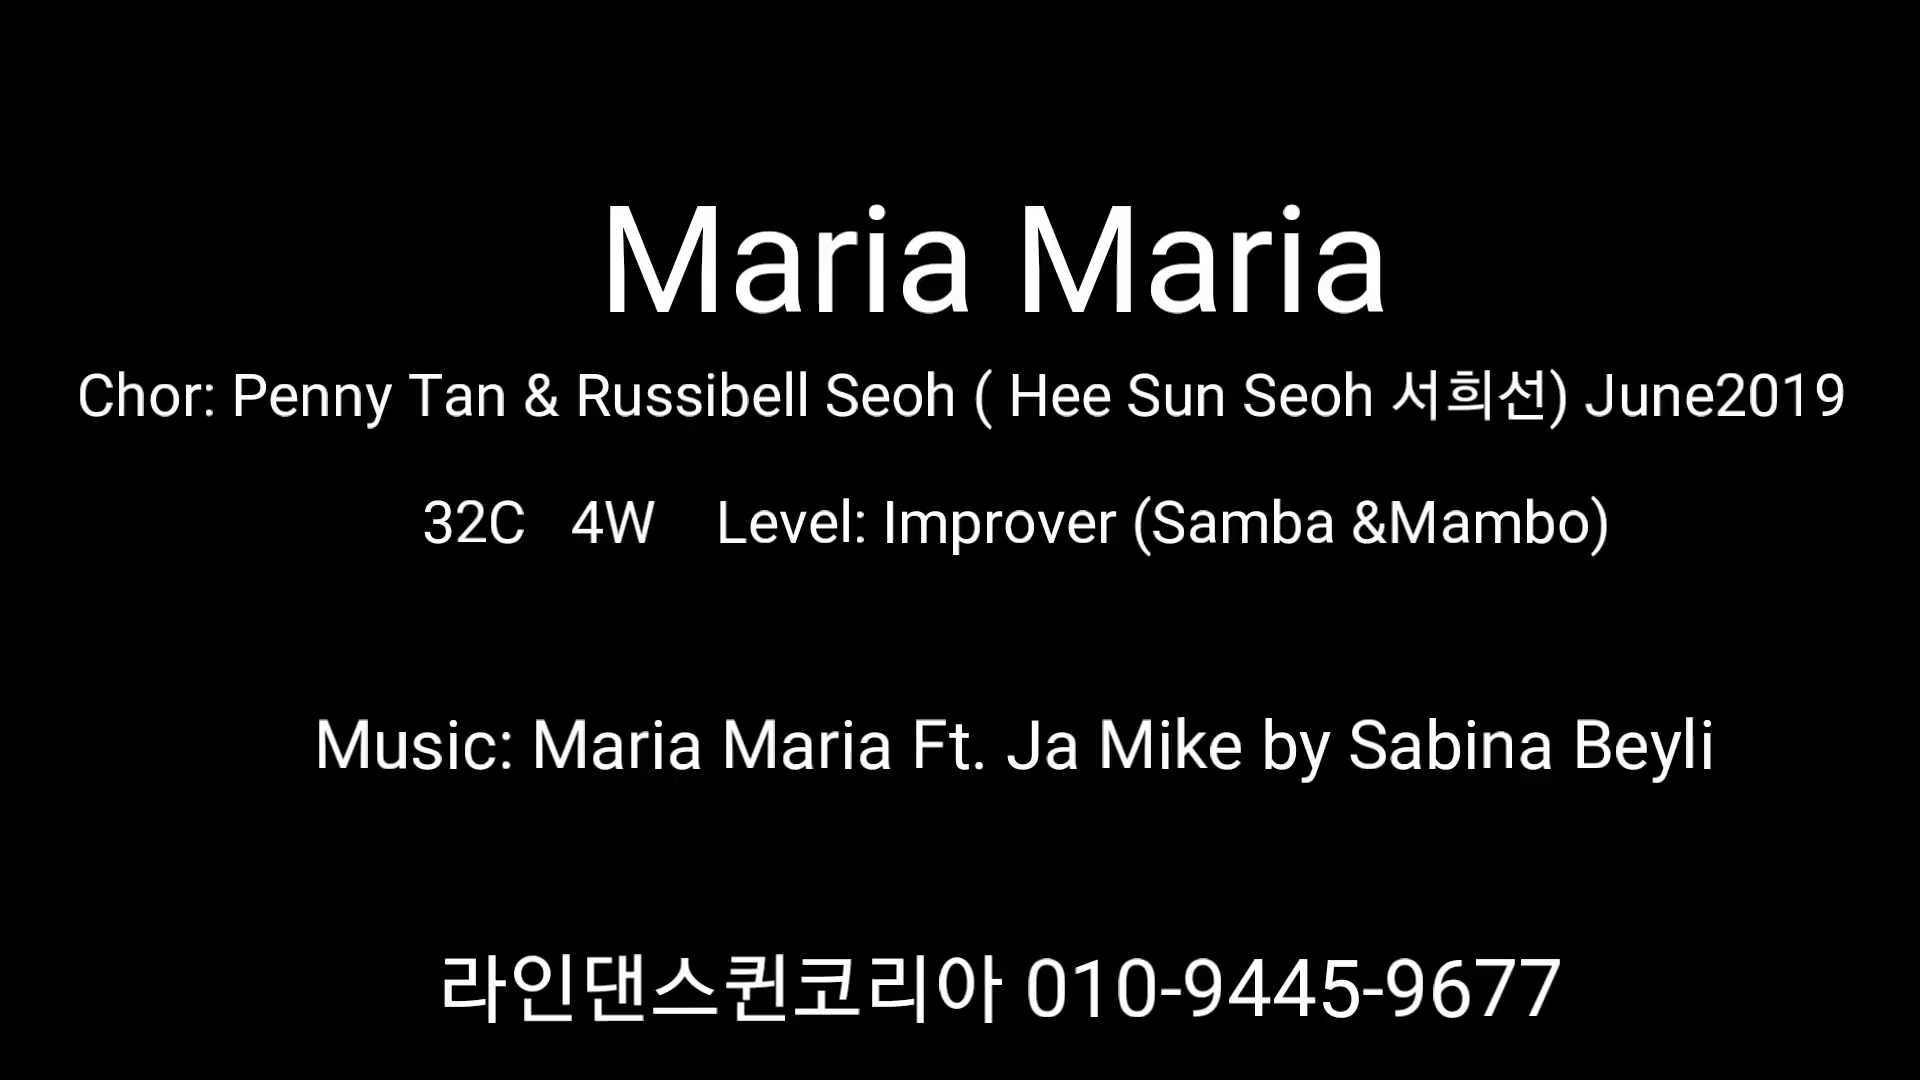 Maria Maria
Chor: Penny Tan & Russibell Seoh ( Hee Sun Seoh 서희선) June2019
32C 4W Level: Improver (Samba &Mambo)
Music: Maria Maria Ft. Ja Mike by Sabina Beyli
라인댄스퀸코리아 010-9445-9677